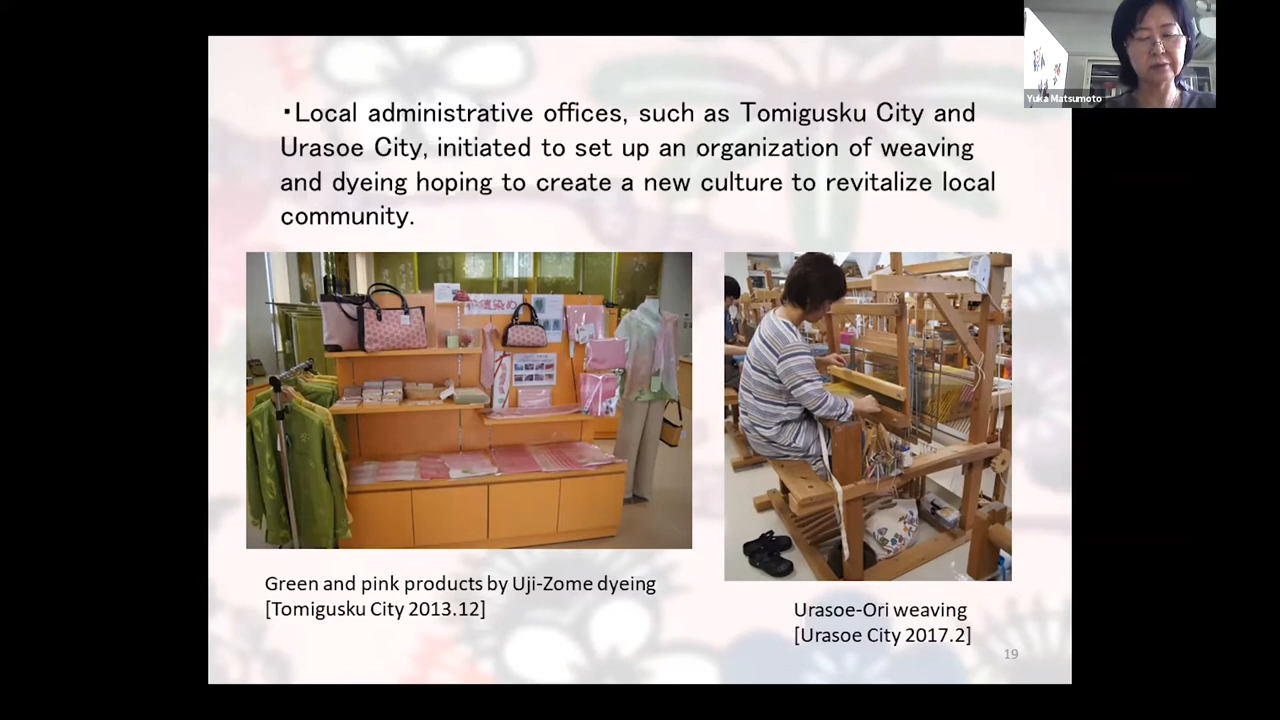 ・Local administrative offices, such as Tomigusku City and
Urasoe City, initiated to set up an organization of weaving
and dyeing hoping to create a new culture to revitalize local
community.
Green and pink products by Uji-Zome dyeing
[Tomigusku City 2013.12]
Urasoe-Ori weaving
[Urasoe City 2017.2]
19
Yuka Matsumoto